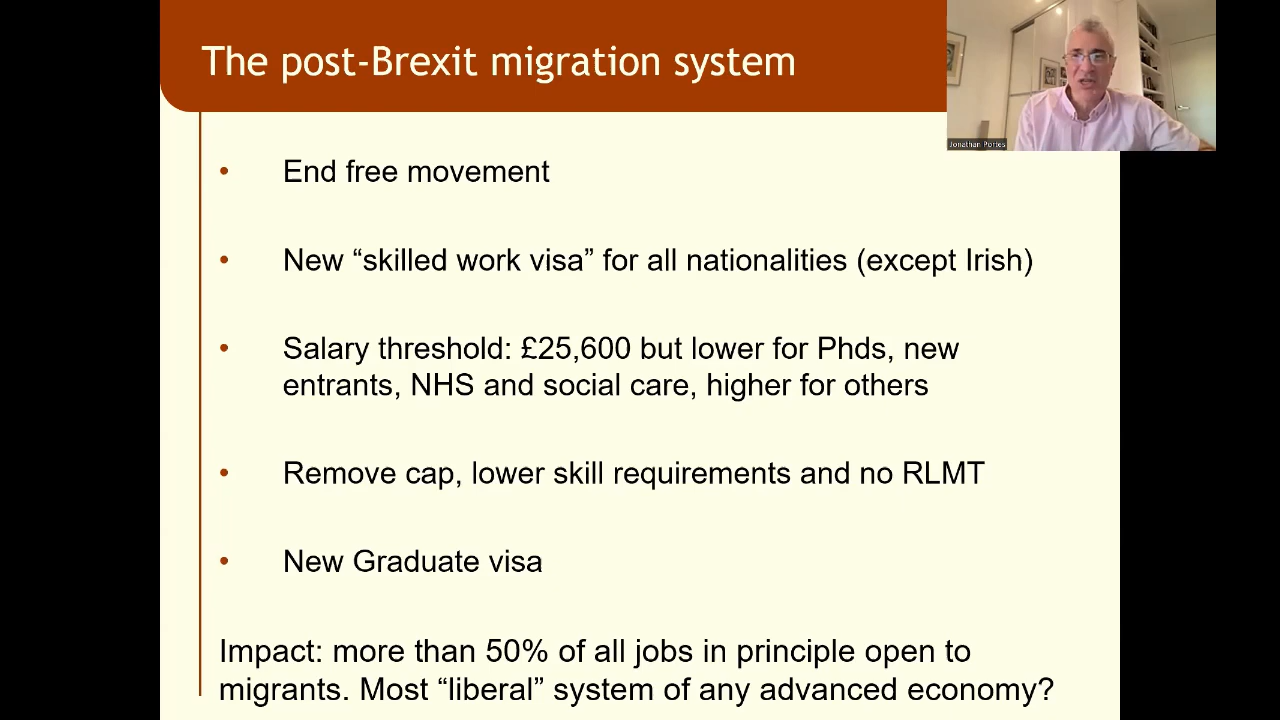 The post-Brexit migration system
Jonathan Portes
• End free movement
• New “skilled work visa” for all nationalities (except Irish)
• Salary threshold: £25,600 but lower for Phds, new
entrants, NHS and social care, higher for others
• Remove cap, lower skill requirements and no RLMT
• New Graduate visa
Impact: more than 50% of all jobs in principle open to
migrants. Most “liberal” system of any advanced economy?